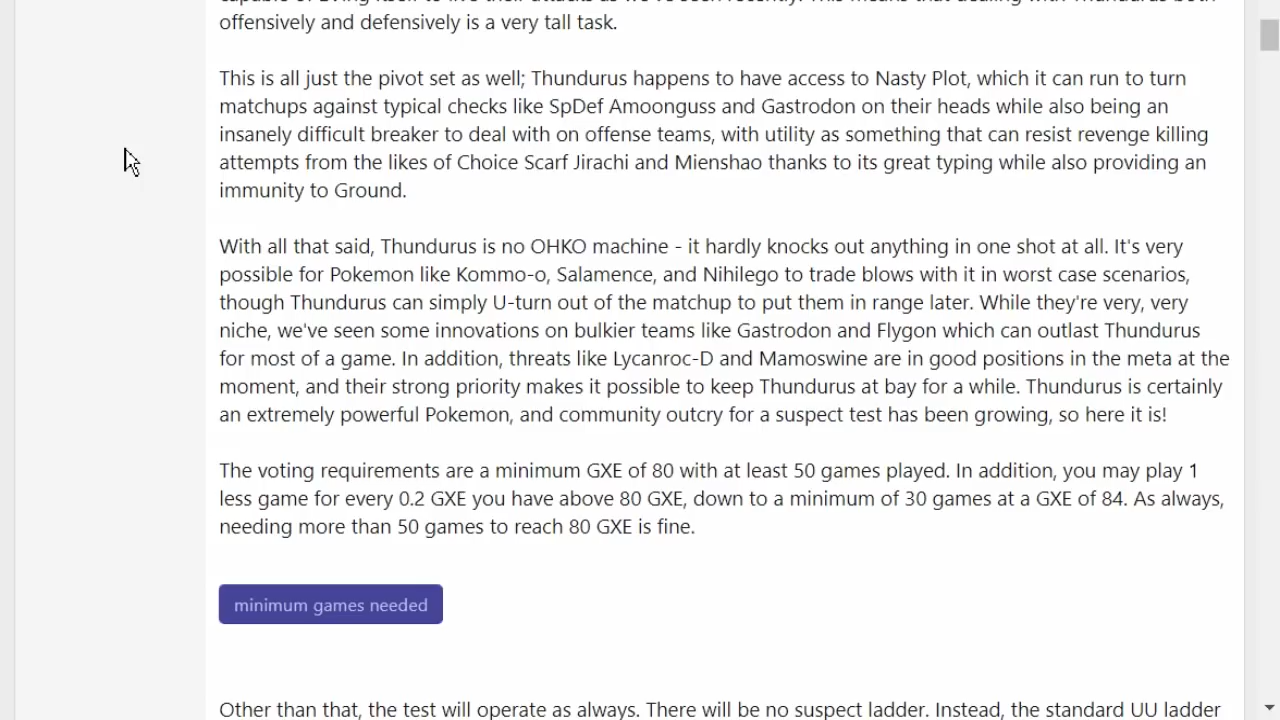 offensively and defensively is a very tall task.
This is all just the pivot set as well; Thundurus happens to have access to Nasty Plot, which it can run to turn
matchups against typical checks like SpDef Amoonguss and Gastrodon on their heads while also being an
insanely difficult breaker to deal with on offense teams, with utility as something that can resist revenge killing
attempts from the likes of Choice Scarf Jirachi and Mienshao thanks to its great typing while also providing an
immunity to Ground.
With all that said, Thundurus is no OHKO machine - it hardly knocks out anything in one shot at all. It's very
possible for Pokemon like Kommo-o, Salamence, and Nihilego to trade blows with it in worst case scenarios,
though Thundurus can simply U-turn out of the matchup to put them in range later. While they're very, very
niche, we've seen some innovations on bulkier teams like Gastrodon and Flygon which can outlast Thundurus
for most of a game. In addition, threats like Lycanroc-D and Mamoswine are in good positions in the meta at the
moment, and their strong priority makes it possible to keep Thundurus at bay for a while. Thundurus is certainly
an extremely powerful Pokemon, and community outcry for a suspect test has been growing, so here it is!
The voting requirements are a minimum GXE of 80 with at least 50 games played. In addition, you may play 1
less game for every 0.2 GXE you have above 80 GXE, down to a minimum of 30 games at a GXE of 84. As always,
needing more than 50 games to reach 80 GXE is fine.
minimum games needed
Other than that, the test will operate as always. There will be no suspect ladder. Instead, the standard UU ladder